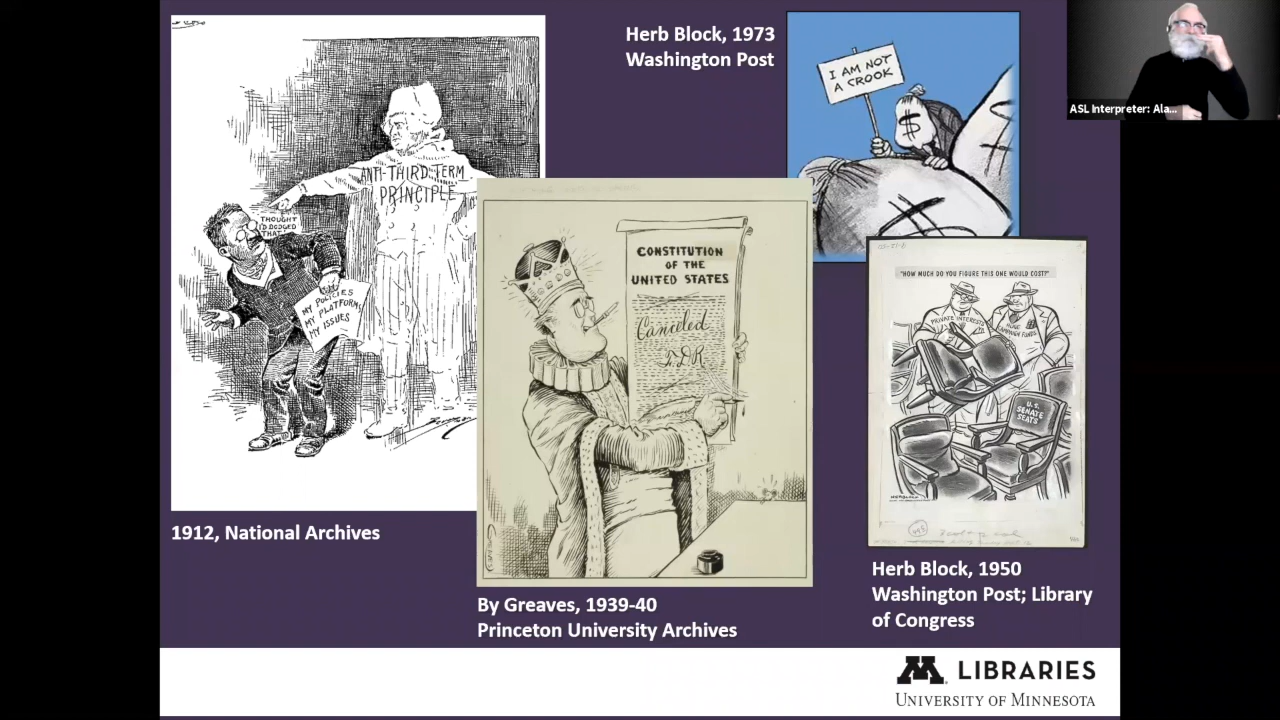 Herb Block, 1973
Washington Post
I AM NOT
A CROOK
$
$
ASL Interpreter: Ala...
ANTI-THIRD TERM
PRINCIPLE
THOUGHT
I'D DODGED
THAT
MY POLICIES
MY PLATFORM
MY ISSUES
CONSTITUTION
OF THE
UNITED STATES
Canceled
FDR
"HOW MUCH DO YOU FIGURE THIS ONE WOULD COST?"
PRIVATE INTERESTS
CAMPAIGN FUNDS
U.S.
SENATE
SEATS
HERBLOCK
1912, National Archives
By Greaves, 1939-40
Princeton University Archives
Herb Block, 1950
Washington Post; Library
of Congress
M LIBRARIES
UNIVERSITY OF MINNESOTA